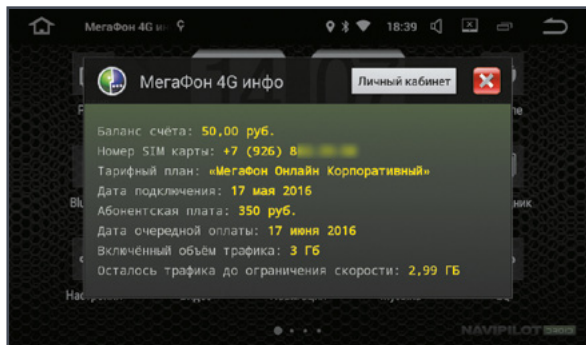 МегаФон 4G ин
18:39
МегаФон 4G инфо
Личный кабинет
Баланс счёта: 50,00 руб.
Номер SIM карты: +7 (926) 8
Тарифный план: «МегаФон Онлайн Корпоративный»
Дата подключения: 17 мая 2016
Абонентская плата: 350 руб.
Дата очередной оплаты: 17 июня 2016
Включённый объём трафика: 3 Гб
Осталось трафика до ограничения скорости: 2,99 ГБ
NAVIPILOT